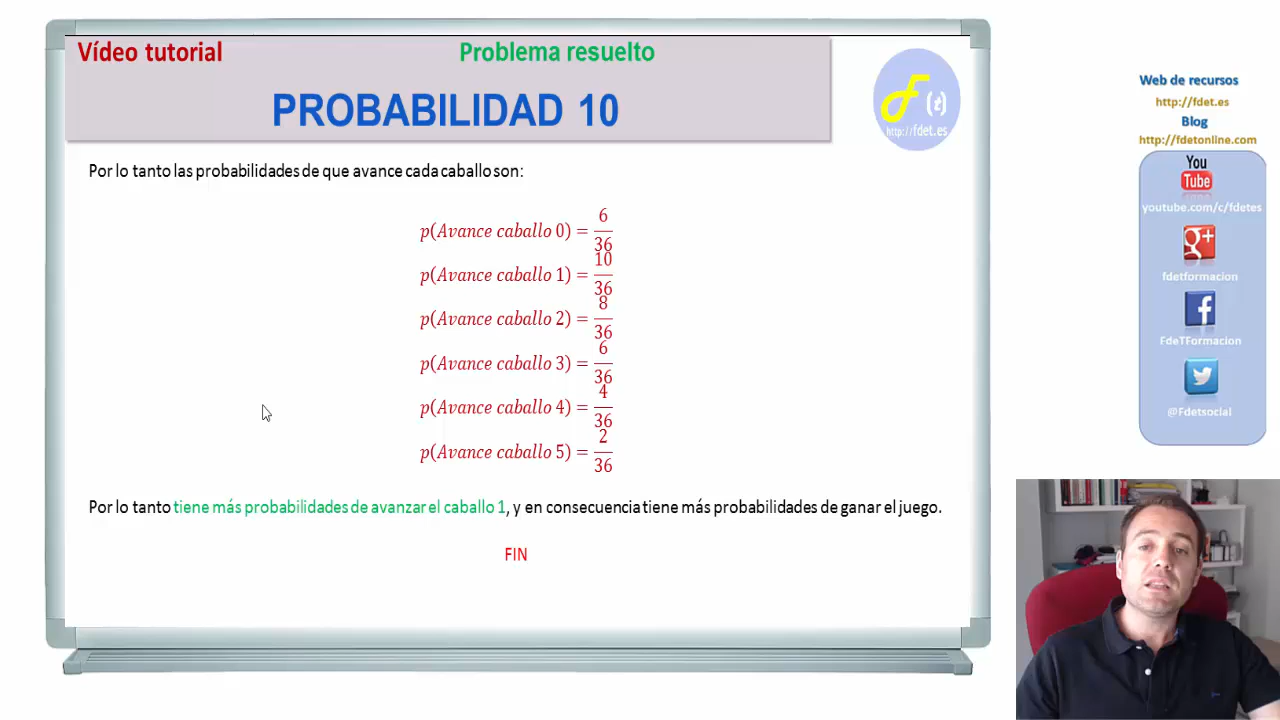 Vídeo tutorial
Problema resuelto
PROBABILIDAD 10
F (t)
http://fdet.es
Por lo tanto las probabilidades de que avance cada caballo son:
p(Avance caballo 0) = 6/36
p(Avance caballo 1) = 10/36
p(Avance caballo 2) = 8/36
p(Avance caballo 3) = 6/36
p(Avance caballo 4) = 4/36
p(Avance caballo 5) = 2/36
Por lo tanto tiene más probabilidades de avanzar el caballo 1, y en consecuencia tiene más probabilidades de ganar el juego.
FIN
Web de recursos
http://fdet.es
Blog
http://fdetonline.com
You
Tube
youtube.com/c/fdetes
g+
fdetformacion
f
FdeTFormacion
@Fdetsocial